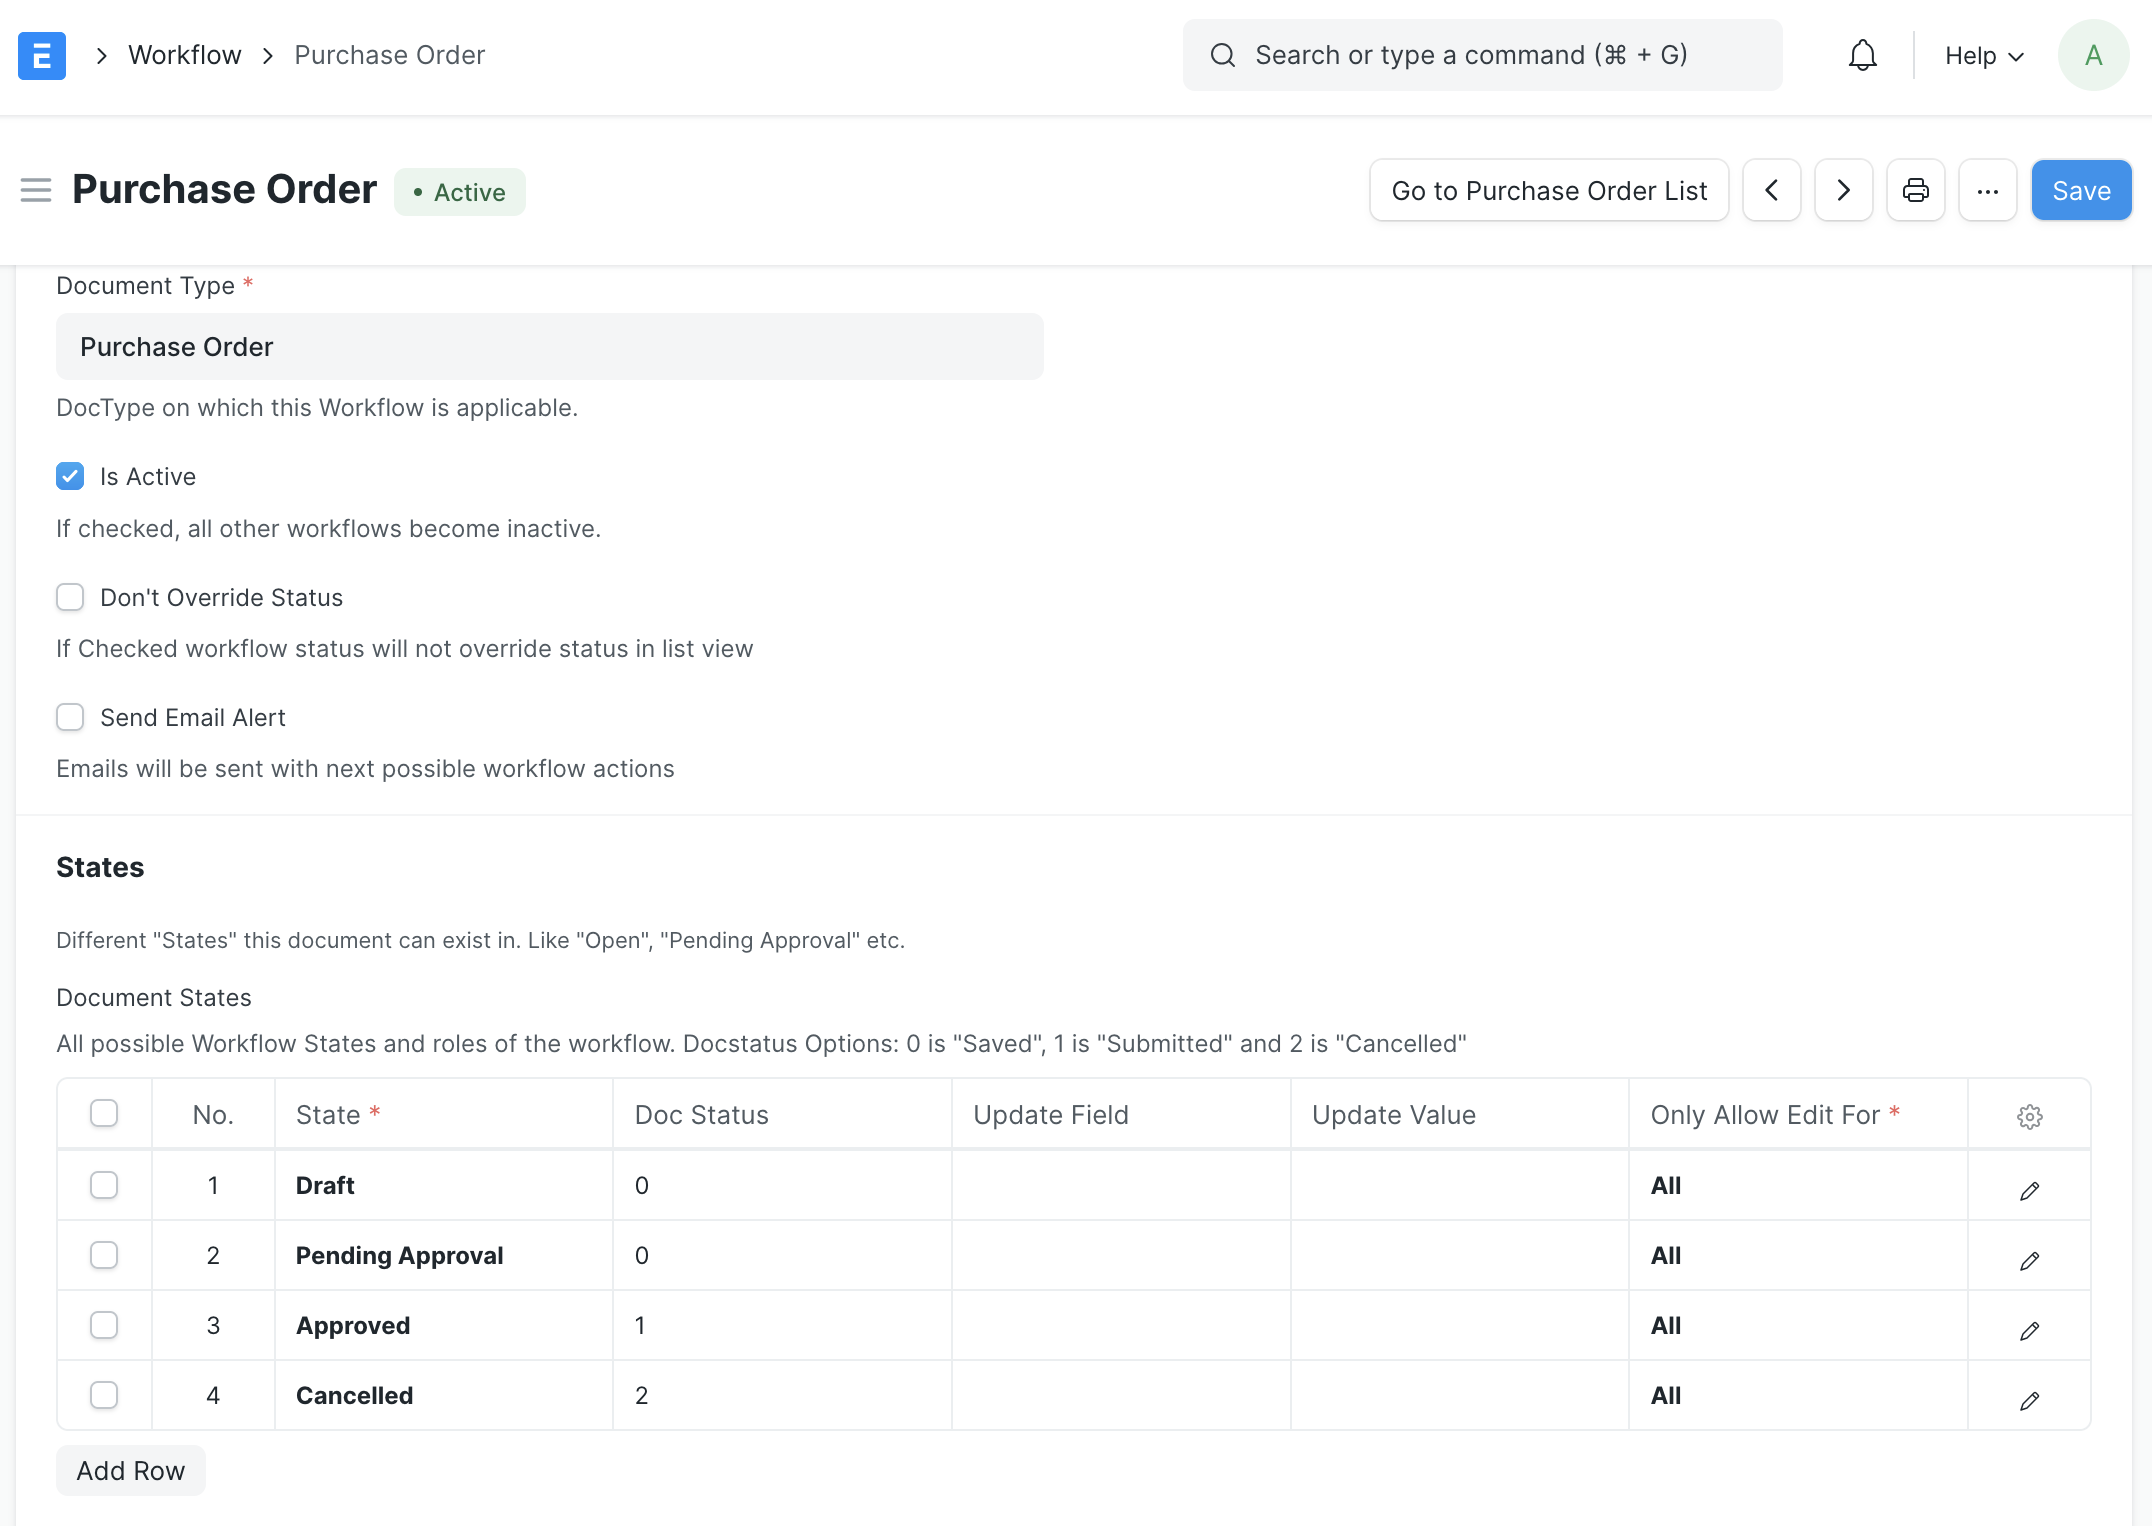 E > Workflow > Purchase Order Search or type a command (⌘ + G) Help A
Purchase Order • Active Go to Purchase Order List ... Save
Document Type *
Purchase Order
DocType on which this Workflow is applicable.
Is Active
If checked, all other workflows become inactive.
Don't Override Status
If Checked workflow status will not override status in list view
Send Email Alert
Emails will be sent with next possible workflow actions
States
Different "States" this document can exist in. Like "Open", "Pending Approval" etc.
Document States
All possible Workflow States and roles of the workflow. Docstatus Options: 0 is "Saved", 1 is "Submitted" and 2 is "Cancelled"
No. State * Doc Status Update Field Update Value Only Allow Edit For *
1 Draft 0 All
2 Pending Approval 0 All
3 Approved 1 All
4 Cancelled 2 All
Add Row